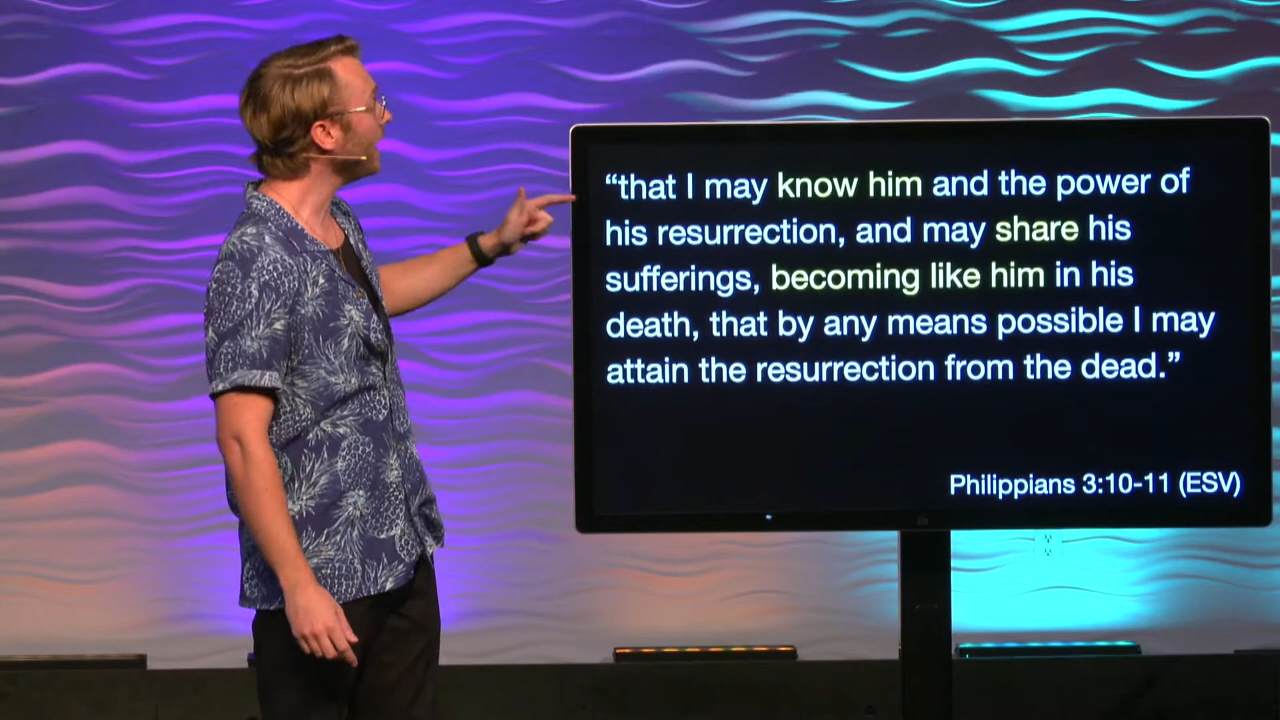 “that I may know him and the power of
his resurrection, and may share his
sufferings, becoming like him in his
death, that by any means possible I may
attain the resurrection from the dead.”
Philippians 3:10-11 (ESV)